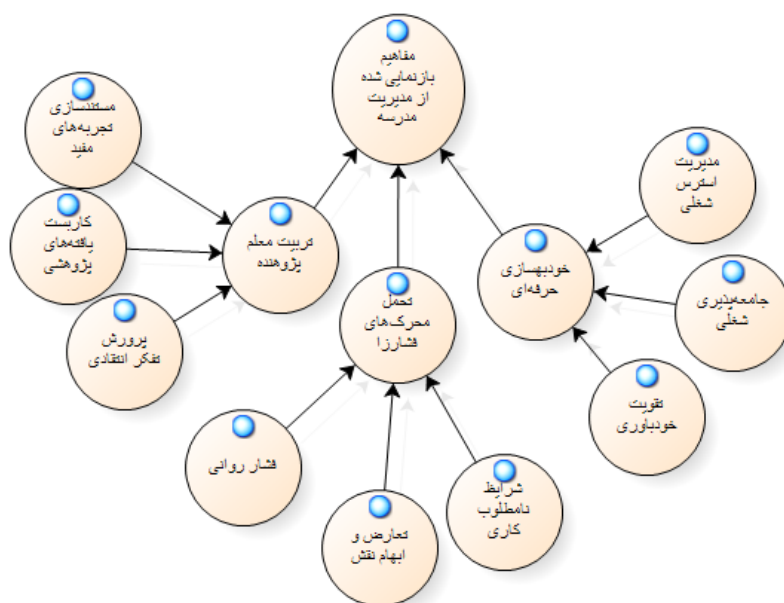 مفاهیم
بازنمایی شده
از مدیریت
مدرسه
مستندسازی
تجربه‌های
مفید
کاربست
یافته‌های
پژوهشی
پرورش
تفکر انتقادی
تربیت معلم
پژوهنده
تحمل
محرک‌های
فشارزا
فشار روانی
تعارض و
ابهام نقش
شرایظ
نامطلوب
کاری
خودبهسازی
حرفه‌ای
مدیریت
استرس
شغلی
جامعه‌پذیری
شغلی
تقویت
خودباوری